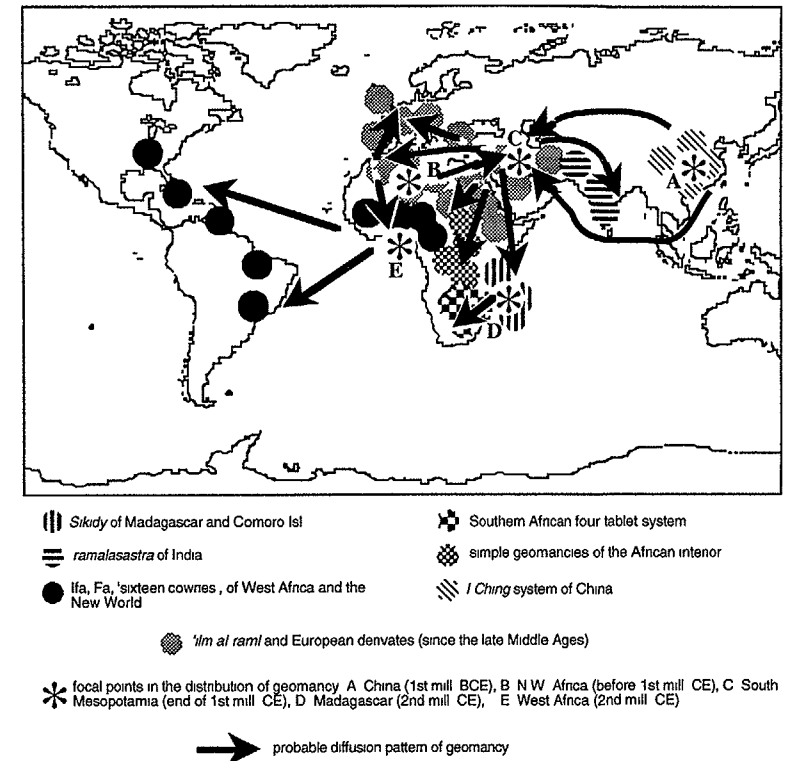 C
B
A
E
D
Sikidy of Madagascar and Comoro Isl
Southern African four tablet system
ramalasastra of India
simple geomancies of the African interior
Ifa, Fa, 'sixteen cowries , of West Africa and the
New World
I Ching system of China
'ilm al raml and European derivates (since the late Middle Ages)
focal points in the distribution of geomancy A China (1st mill BCE), B N W Africa (before 1st mill CE), C South
Mesopotamia (end of 1st mill CE), D Madagascar (2nd mill CE), E West Africa (2nd mill CE)
probable diffusion pattern of geomancy